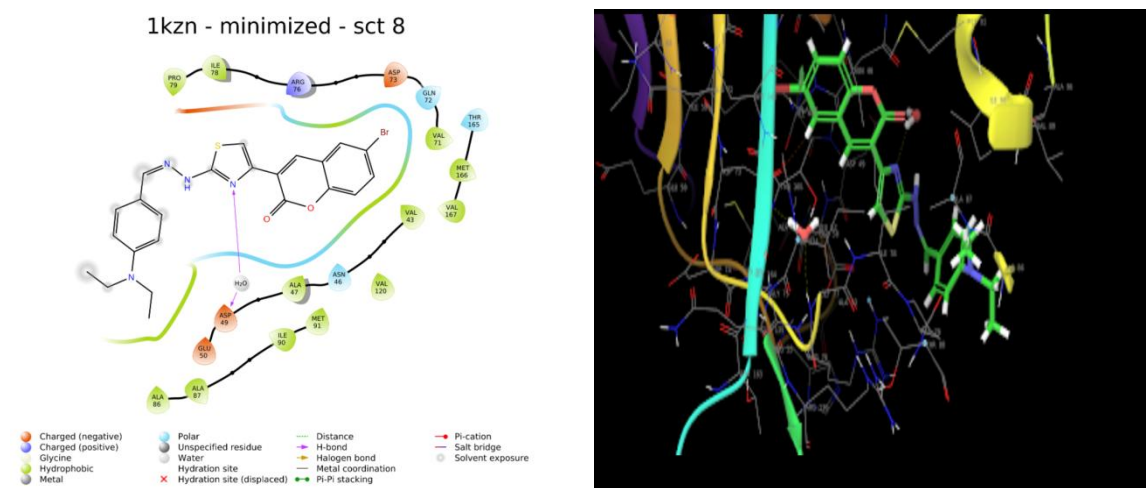 1kzn - minimized - sct 8
PRO
79
ILE
78
ARG
76
ASP
73
GLN
72
VAL
71
THR
165
MET
166
VAL
167
S
N
N
H
N
Br
O
O
N
VAL
43
ASN
46
ALA
47
VAL
120
H₂O
ASP
49
GLU
50
MET
91
ILE
90
ALA
87
ALA
86
Charged (negative)
Charged (positive)
Glycine
Hydrophobic
Metal
Polar
Unspecified residue
Water
Hydration site
Hydration site (displaced)
Distance
H-bond
Halogen bond
Metal coordination
Pi-Pi stacking
Pi-cation
Salt bridge
Solvent exposure